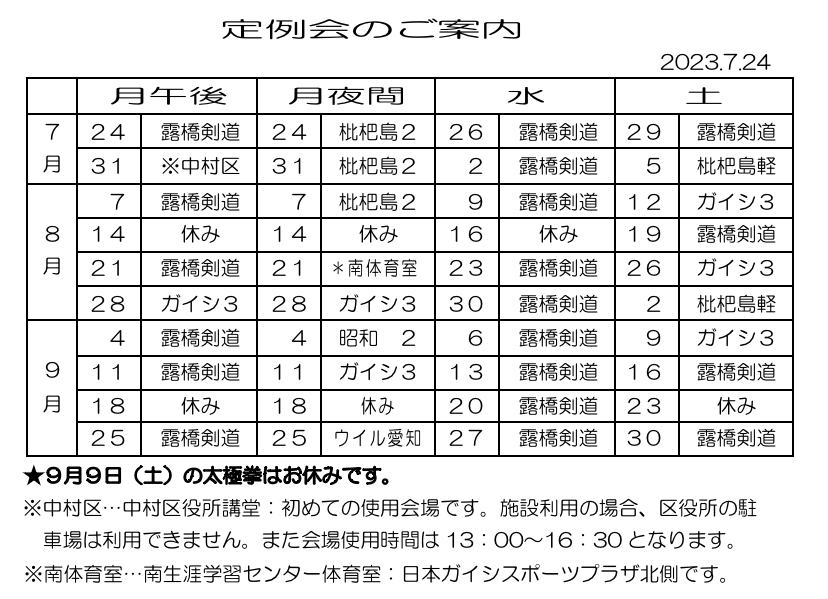 定例会のご案内
2023.7.24
月午後 月夜間 水 土
7月 24 露橋剣道 24 枇杷島2 26 露橋剣道 29 露橋剣道
31 ※中村区 31 枇杷島2 2 露橋剣道 5 枇杷島軽
8月 7 露橋剣道 7 枇杷島2 9 露橋剣道 12 ガイシ3
14 休み 14 休み 16 休み 19 露橋剣道
21 露橋剣道 21 *南体育室 23 露橋剣道 26 ガイシ3
28 ガイシ3 28 ガイシ3 30 露橋剣道 2 枇杷島軽
9月 4 露橋剣道 4 昭和 2 6 露橋剣道 9 ガイシ3
11 露橋剣道 11 ガイシ3 13 露橋剣道 16 露橋剣道
18 休み 18 休み 20 露橋剣道 23 休み
25 露橋剣道 25 ウイル愛知 27 露橋剣道 30 露橋剣道
★9月9日（土）の太極拳はお休みです。
※中村区…中村区役所講堂：初めての使用会場です。施設利用の場合、区役所の駐
車場は利用できません。また会場使用時間は 13：00～16：30 となります。
※南体育室…南生涯学習センター体育室：日本ガイシスポーツプラザ北側です。